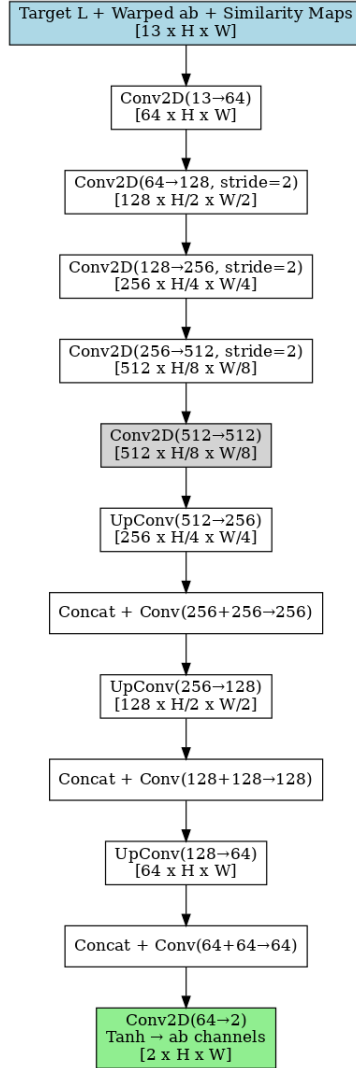 Target L + Warped ab + Similarity Maps
[13 x H x W]
Conv2D(13→64)
[64 x H x W]
Conv2D(64→128, stride=2)
[128 x H/2 x W/2]
Conv2D(128→256, stride=2)
[256 x H/4 x W/4]
Conv2D(256→512, stride=2)
[512 x H/8 x W/8]
Conv2D(512→512)
[512 x H/8 x W/8]
UpConv(512→256)
[256 x H/4 x W/4]
Concat + Conv(256+256→256)
UpConv(256→128)
[128 x H/2 x W/2]
Concat + Conv(128+128→128)
UpConv(128→64)
[64 x H x W]
Concat + Conv(64+64→64)
Conv2D(64→2)
Tanh → ab channels
[2 x H x W]